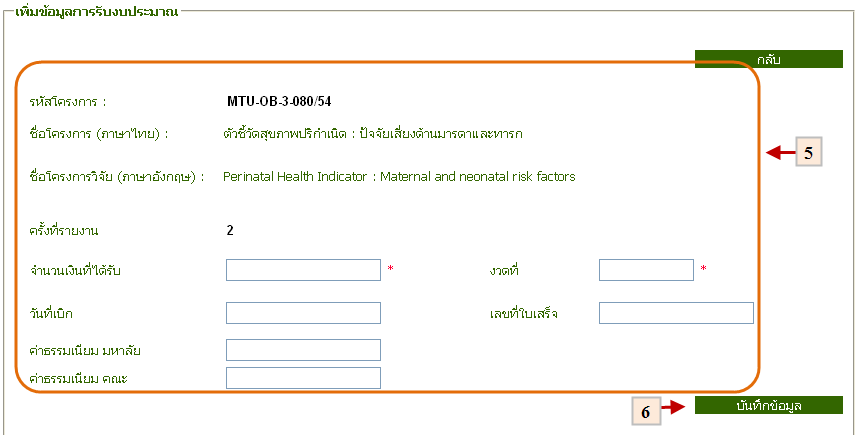 เพิ่มข้อมูลการรับงบประมาณ
กลับ
รหัสโครงการ : MTU-OB-3-080/54
ชื่อโครงการ (ภาษาไทย) : ตัวชี้วัดสุขภาพปริกำเนิด : ปัจจัยเสี่ยงด้านมารดาและทารก
5
ชื่อโครงการวิจัย (ภาษาอังกฤษ) : Perinatal Health Indicator : Maternal and neonatal risk factors
ครั้งที่รายงาน 2
จำนวนเงินที่ได้รับ * งวดที่ *
วันที่เบิก เลขที่ใบเสร็จ
ค่าธรรมเนียม มหาลัย
ค่าธรรมเนียม คณะ
6 บันทึกข้อมูล